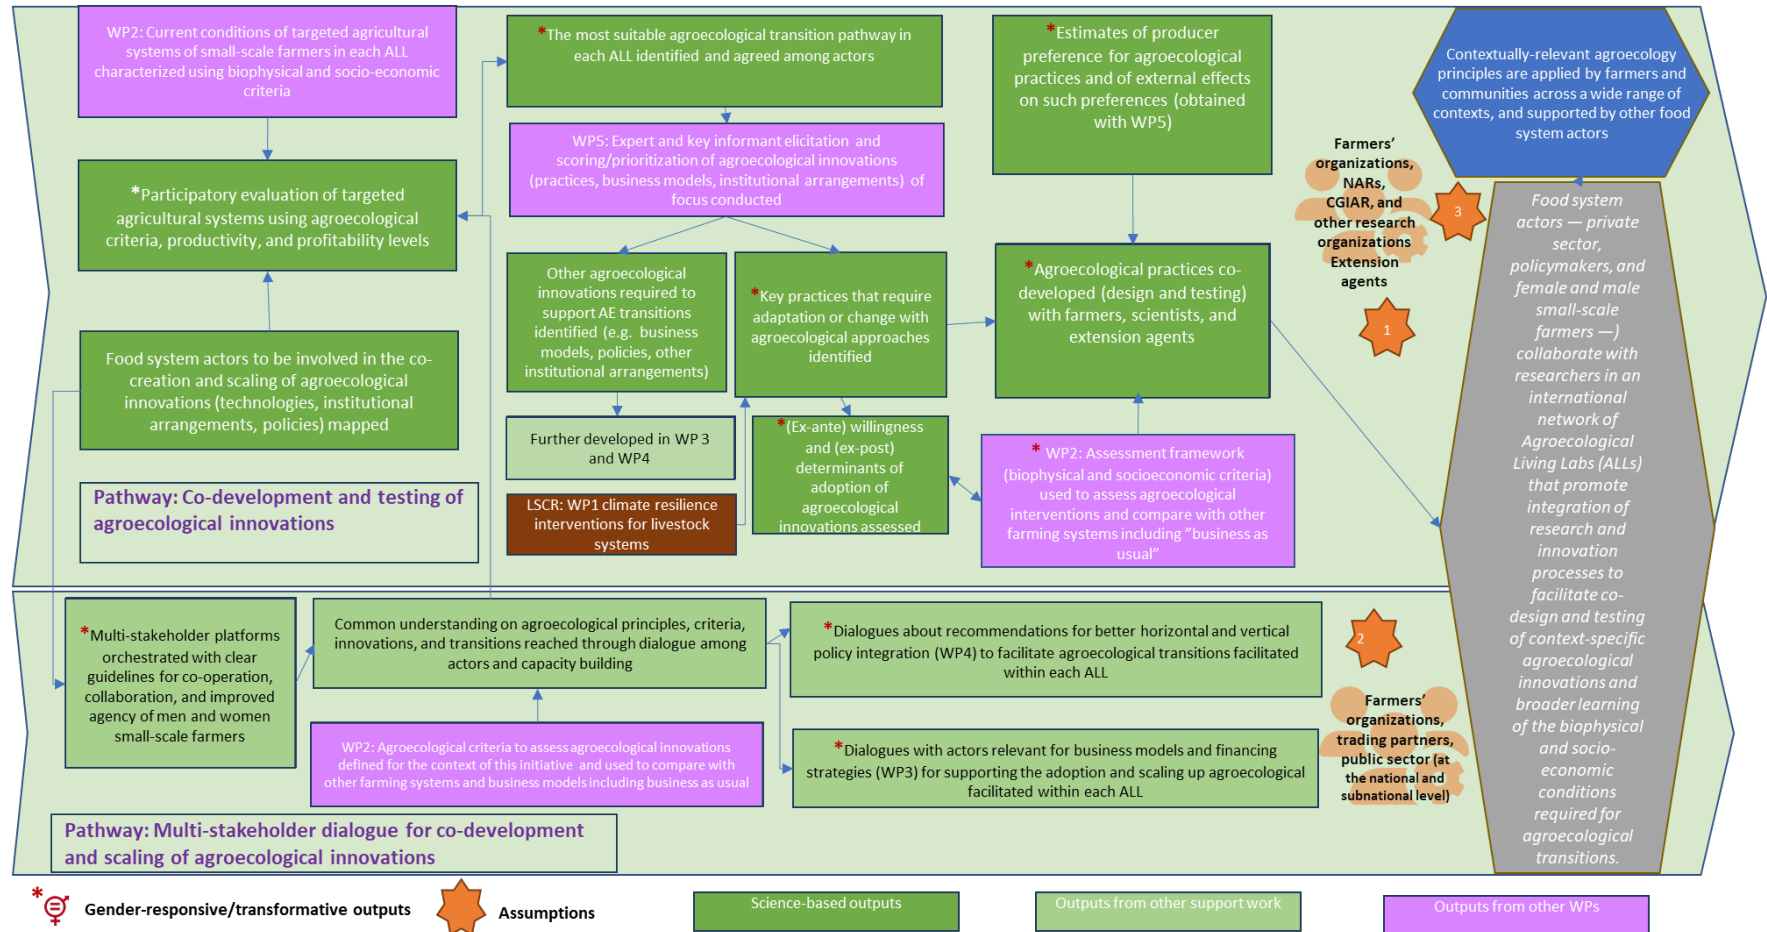 WP2: Current conditions of targeted agricultural
systems of small-scale farmers in each ALL
characterized using biophysical and socio-economic
criteria
*The most suitable agroecological transition pathway in
each ALL identified and agreed among actors
*Estimates of producer
preference for agroecological
practices and of external effects
on such preferences (obtained
with WP5)
Contextually-relevant agroecology
principles are applied by farmers and
communities across a wide range of
contexts, and supported by other food
system actors
WP5: Expert and key informant elicitation and
scoring/prioritization of agroecological innovations
(practices, business models, institutional arrangements) of
focus conducted
*Participatory evaluation of targeted
agricultural systems using agroecological
criteria, productivity, and profitability levels
Farmers’
organizations,
NARs,
CGIAR, and
other research
organizations
Extension
agents
3
1
Other agroecological
innovations required to
support AE transitions
identified (e.g. business
models, policies, other
institutional arrangements)
*Key practices that require
adaptation or change with
agroecological approaches
identified
*Agroecological practices co-
developed (design and testing)
with farmers, scientists, and
extension agents
Food system actors to be involved in the co-
creation and scaling of agroecological
innovations (technologies, institutional
arrangements, policies) mapped
Further developed in WP 3
and WP4
*(Ex-ante) willingness
and (ex-post)
determinants of
adoption of
agroecological
innovations assessed
* WP2: Assessment framework
(biophysical and socioeconomic criteria)
used to assess agroecological
interventions and compare with other
farming systems including “business as
usual”
LSCR: WP1 climate resilience
interventions for livestock
systems
Pathway: Co-development and testing of
agroecological innovations
Food system
actors — private
sector,
policymakers, and
female and male
small-scale
farmers —)
collaborate with
researchers in an
international
network of
Agroecological
Living Labs (ALLs)
that promote
integration of
research and
innovation
processes to
facilitate co-
design and testing
of context-specific
agroecological
innovations and
broader learning
of the biophysical
and socio-
economic
conditions
required for
agroecological
transitions.
*Multi-stakeholder platforms
orchestrated with clear
guidelines for co-operation,
collaboration, and improved
agency of men and women
small-scale farmers
Common understanding on agroecological principles, criteria,
innovations, and transitions reached through dialogue among
actors and capacity building
*Dialogues about recommendations for better horizontal and vertical
policy integration (WP4) to facilitate agroecological transitions facilitated
within each ALL
2
WP2: Agroecological criteria to assess agroecological innovations
defined for the context of this initiative and used to compare with
other farming systems and business models including business as usual
*Dialogues with actors relevant for business models and financing
strategies (WP3) for supporting the adoption and scaling up agroecological
facilitated within each ALL
Farmers’
organizations,
trading partners,
public sector (at
the national and
subnational level)
Pathway: Multi-stakeholder dialogue for co-development
and scaling of agroecological innovations
* Gender-responsive/transformative outputs
Assumptions
Science-based outputs
Outputs from other support work
Outputs from other WPs